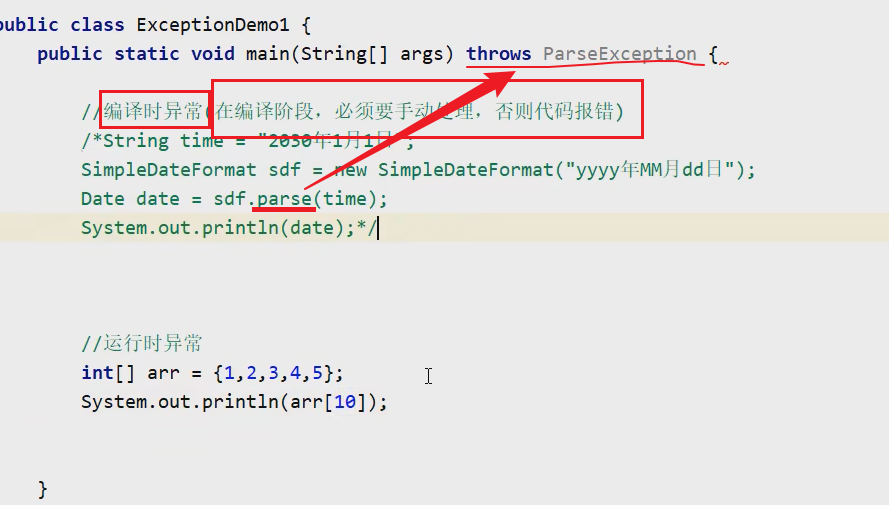 public class ExceptionDemo1 {
public static void main(String[] args) throws ParseException {
//编译时异常(在编译阶段，必须要手动处理，否则代码报错)
/*String time = "2030年1月1日";
SimpleDateFormat sdf = new SimpleDateFormat("yyyy年MM月dd日");
Date date = sdf.parse(time);
System.out.println(date);*/
//运行时异常
int[] arr = {1,2,3,4,5};
System.out.println(arr[10]);
}